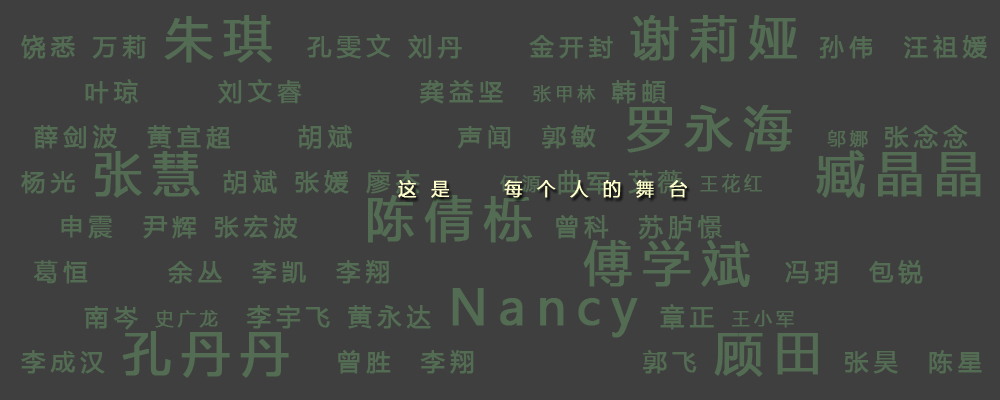 饶悉 万莉 朱琪 孔雯文 刘丹 金开封 谢莉娅 孙伟 汪祖媛
叶琼 刘文睿 龚益坚 张甲林 韩頔
薛剑波 黄宜超 胡斌 声闻 郭敏 罗永海 邬娜 张念念
杨光 张慧 胡斌 张媛 曲军 王花红 臧晶晶
这是 每个人的舞台
申震 尹辉 张宏波 陈倩栎 曾科 苏胪憬
葛恒 余丛 李凯 李翔 傅学斌 冯玥 包锐
南岑 史广龙 李宇飞 黄永达 Nancy 章正 王小军
李成汉 孔丹丹 曾胜 李翔 郭飞 顾田 张昊 陈星